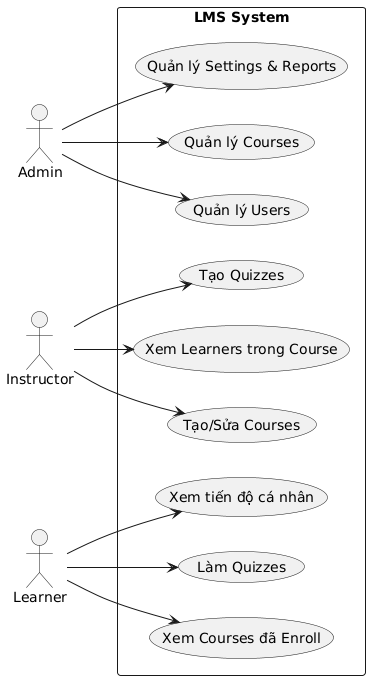 LMS System
Quản lý Settings & Reports
Quản lý Courses
Admin
Quản lý Users
Tạo Quizzes
Xem Learners trong Course
Instructor
Tạo/Sửa Courses
Xem tiến độ cá nhân
Làm Quizzes
Learner
Xem Courses đã Enroll